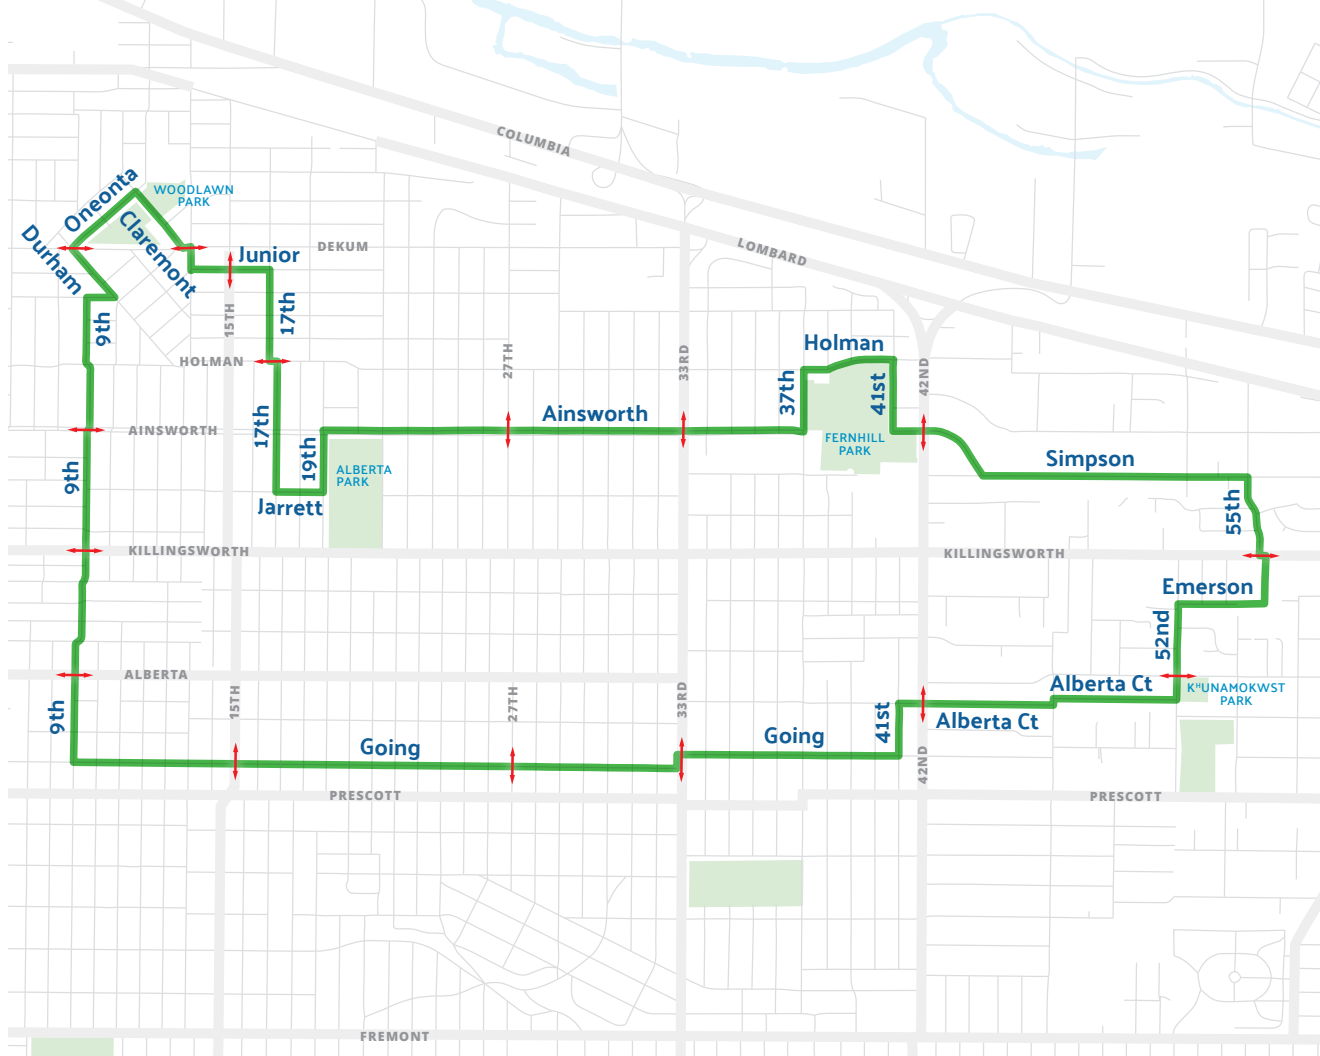 COLUMBIA
Oneonta
WOODLAWN
PARK
Claremont
Durham
DEKUM
Junior
LOMBARD
17th
15TH
9th
HOLMAN
27TH
33RD
Holman
42ND
37th
41st
Ainsworth
AINSWORTH
17th
19th
FERNHILL
PARK
Simpson
9th
ALBERTA
PARK
Jarrett
55th
KILLINGSWORTH
KILLINGSWORTH
Emerson
52nd
ALBERTA
Alberta Ct
KʷUNAMOKWST
PARK
15TH
27TH
33RD
9th
41st
Alberta Ct
Going
Going
42ND
PRESCOTT
PRESCOTT
FREMONT